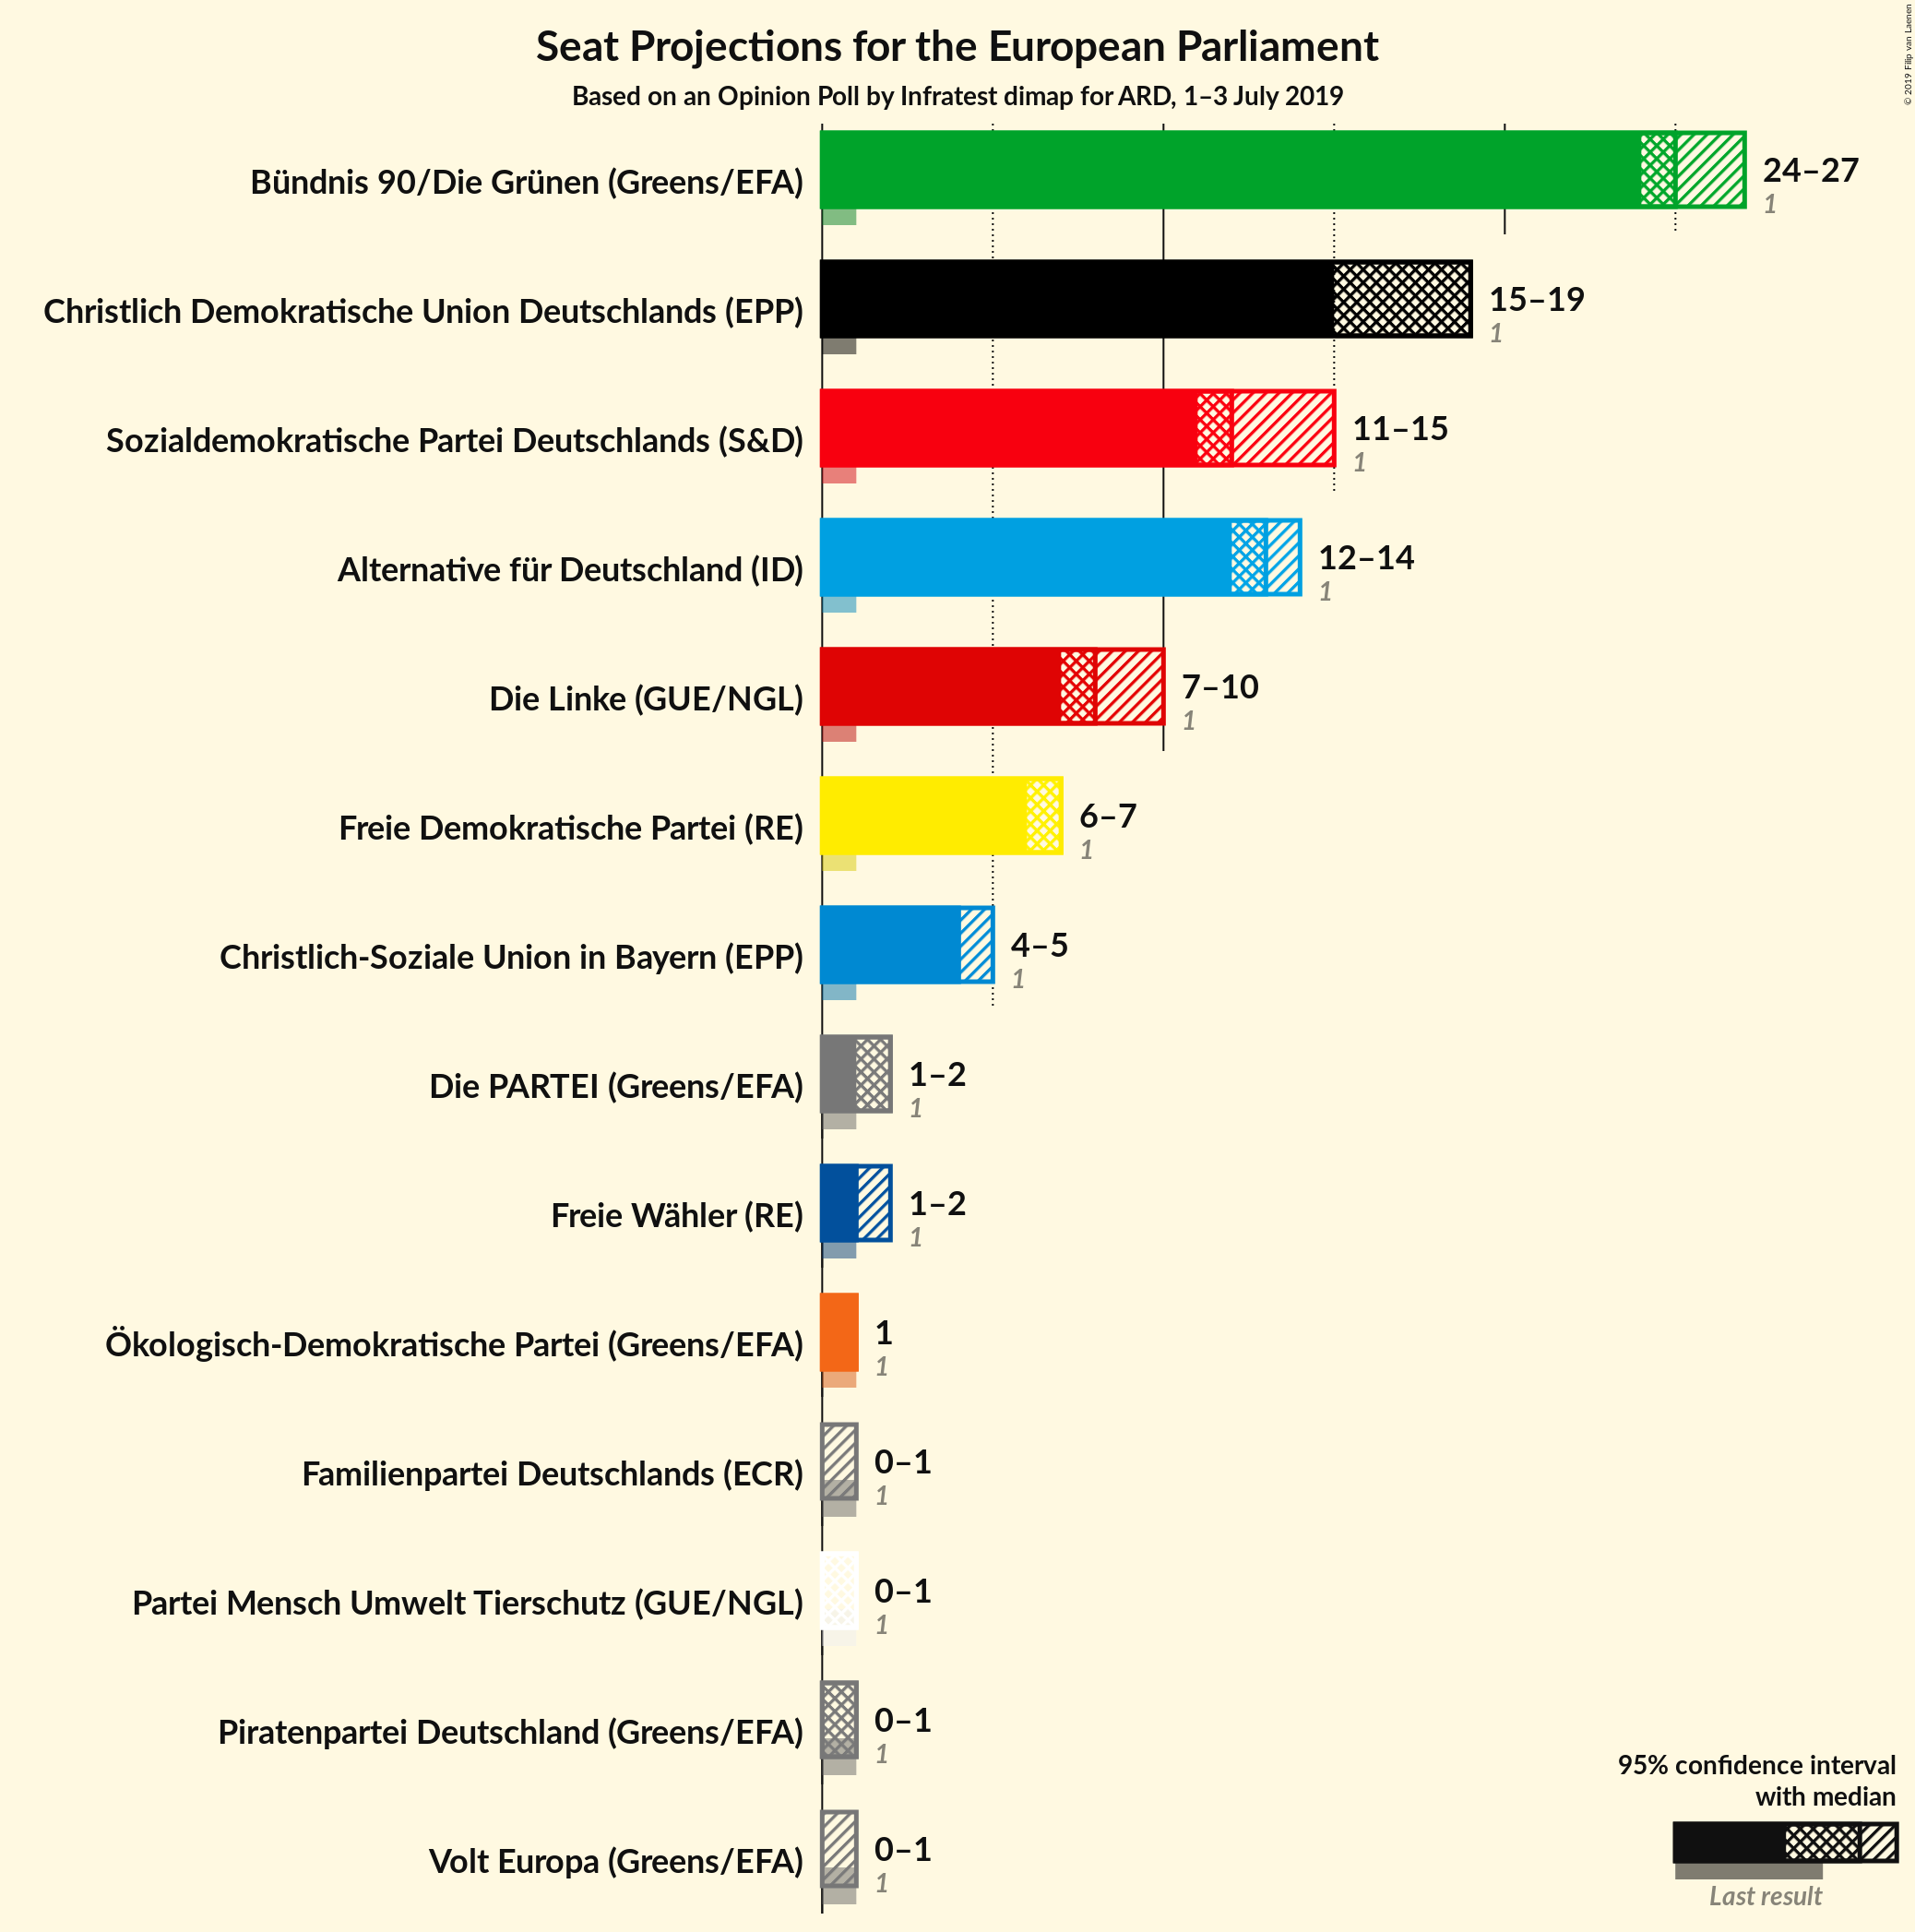 Seat Projections for the European Parliament
Based on an Opinion Poll by Infratest dimap for ARD, 1–3 July 2019
© 2019 Filip van Laenen
Bündnis 90/Die Grünen (Greens/EFA)
24–27
1
Christlich Demokratische Union Deutschlands (EPP)
15–19
1
Sozialdemokratische Partei Deutschlands (S&D)
11–15
1
Alternative für Deutschland (ID)
12–14
1
Die Linke (GUE/NGL)
7–10
1
Freie Demokratische Partei (RE)
6–7
1
Christlich-Soziale Union in Bayern (EPP)
4–5
1
Die PARTEI (Greens/EFA)
1–2
1
Freie Wähler (RE)
1–2
1
Ökologisch-Demokratische Partei (Greens/EFA)
1
1
Familienpartei Deutschlands (ECR)
0–1
1
Partei Mensch Umwelt Tierschutz (GUE/NGL)
0–1
1
Piratenpartei Deutschland (Greens/EFA)
0–1
1
Volt Europa (Greens/EFA)
0–1
1
95% confidence interval
with median
Last result